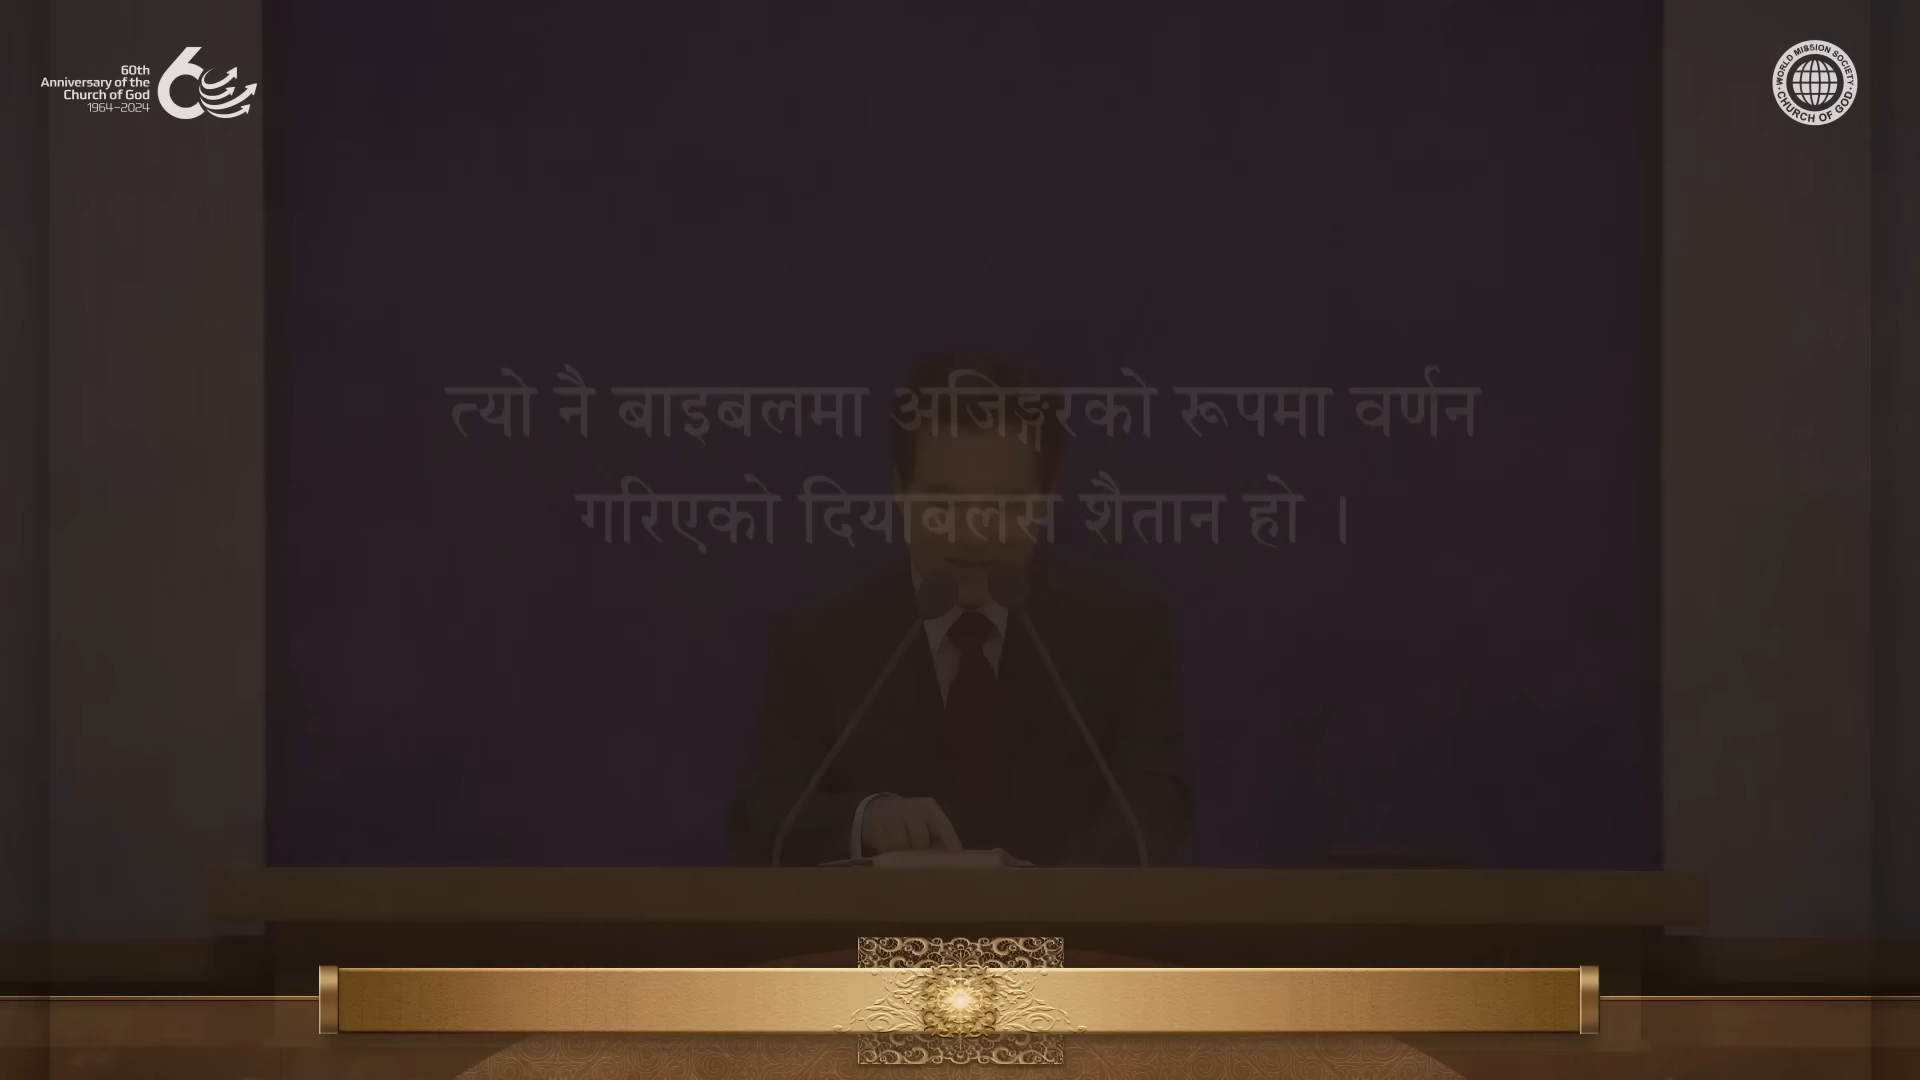 60th
Anniversary of the
Church of God
1964–2024
WORLD MISSION SOCIETY
CHURCH OF GOD
त्यो नै बाइबलमा अजिङ्गरको रूपमा वर्णन
गरिएको दियाबलस शैतान हो ।